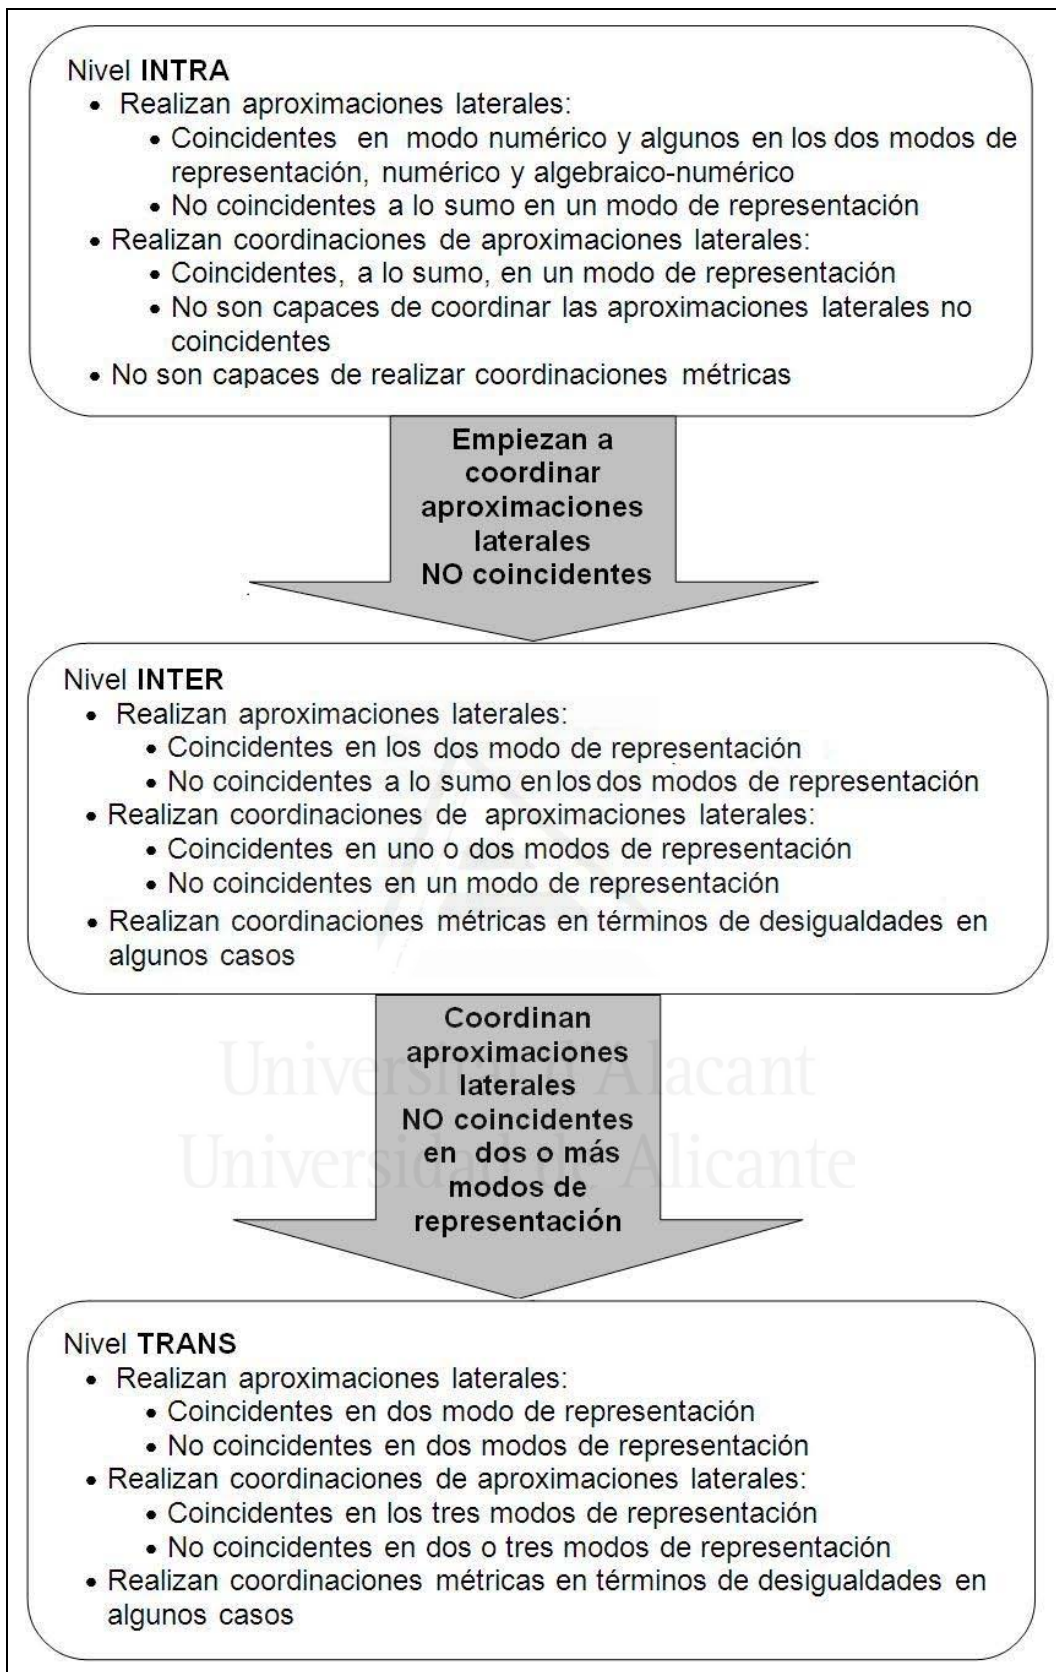 Nivel INTRA
• Realizan aproximaciones laterales:
• Coincidentes en modo numérico y algunos en los dos modos de
representación, numérico y algebraico-numérico
• No coincidentes a lo sumo en un modo de representación
• Realizan coordinaciones de aproximaciones laterales:
• Coincidentes, a lo sumo, en un modo de representación
• No son capaces de coordinar las aproximaciones laterales no
coincidentes
• No son capaces de realizar coordinaciones métricas
Empiezan a
coordinar
aproximaciones
laterales
NO coincidentes
Nivel INTER
• Realizan aproximaciones laterales:
• Coincidentes en los dos modo de representación
• No coincidentes a lo sumo en los dos modos de representación
• Realizan coordinaciones de aproximaciones laterales:
• Coincidentes en uno o dos modos de representación
• No coincidentes en un modo de representación
• Realizan coordinaciones métricas en términos de desigualdades en
algunos casos
Coordinan
aproximaciones
laterales
NO coincidentes
en dos o más
modos de
representación
Universitat d'Alacant
Universidad de Alicante
Nivel TRANS
• Realizan aproximaciones laterales:
• Coincidentes en dos modo de representación
• No coincidentes en dos modos de representación
• Realizan coordinaciones de aproximaciones laterales:
• Coincidentes en los tres modos de representación
• No coincidentes en dos o tres modos de representación
• Realizan coordinaciones métricas en términos de desigualdades en
algunos casos